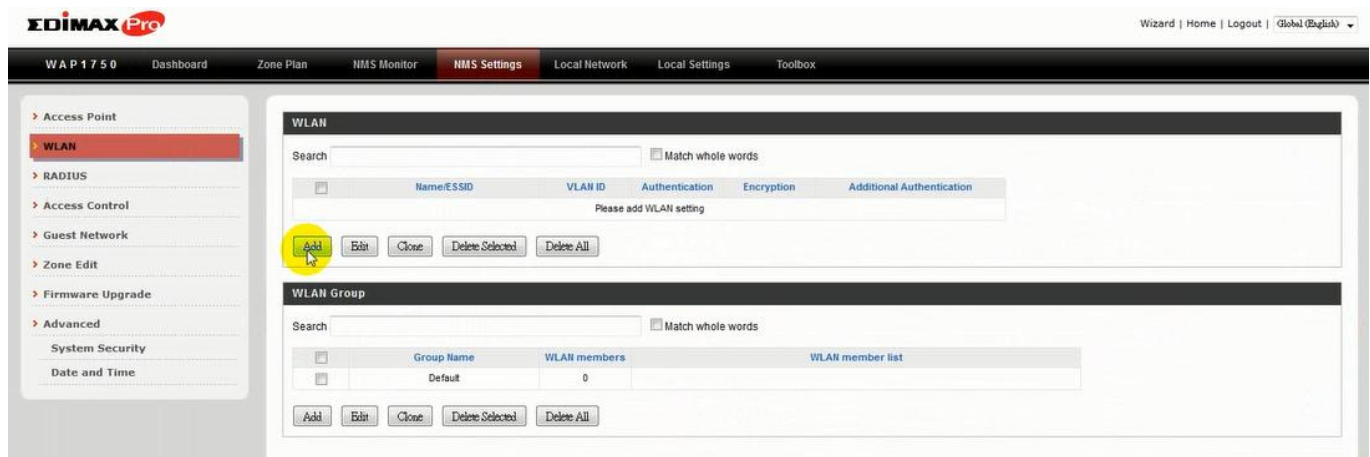 EDIMAX Pro
Wizard | Home | Logout | Global (English)
WAP1750 Dashboard Zone Plan NMS Monitor NMS Settings Local Network Local Settings Toolbox
Access Point
WLAN
RADIUS
Access Control
Guest Network
Zone Edit
Firmware Upgrade
Advanced
System Security
Date and Time
WLAN
Search Match whole words
Name/ESSID VLAN ID Authentication Encryption Additional Authentication
Please add WLAN setting
Add Edit Clone Delete Selected Delete All
WLAN Group
Search Match whole words
Group Name WLAN members WLAN member list
Default 0
Add Edit Clone Delete Selected Delete All